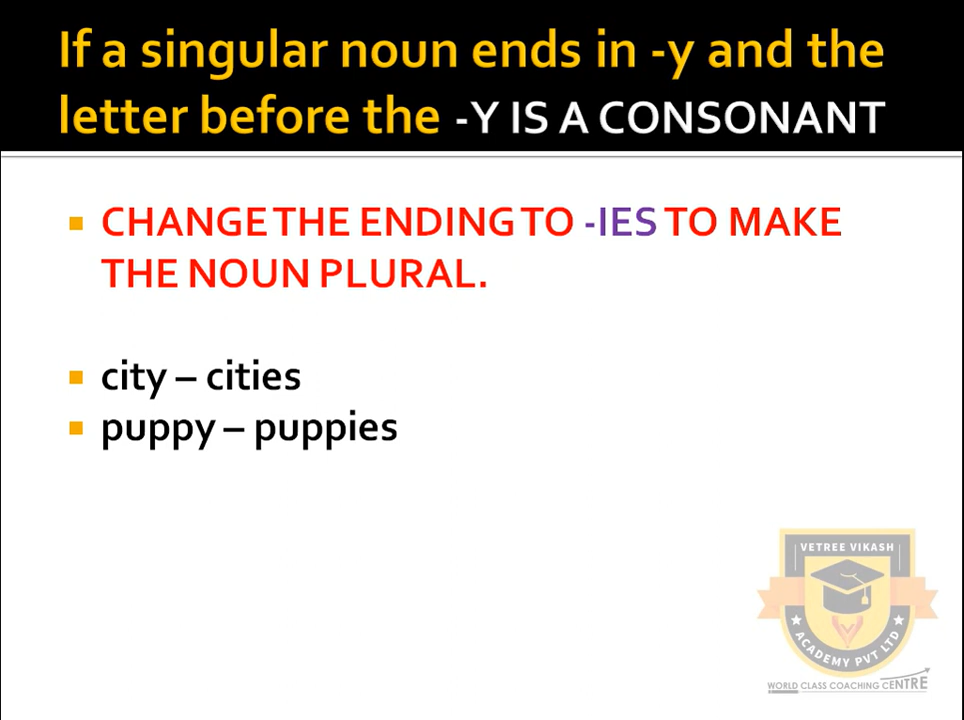 If a singular noun ends in -y and the
letter before the -Y IS A CONSONANT
CHANGE THE ENDING TO -IES TO MAKE
THE NOUN PLURAL.
city – cities
puppy – puppies
VETREE VIKASH
ACADEMY PVT LTD
WORLD CLASS COACHING CENTRE